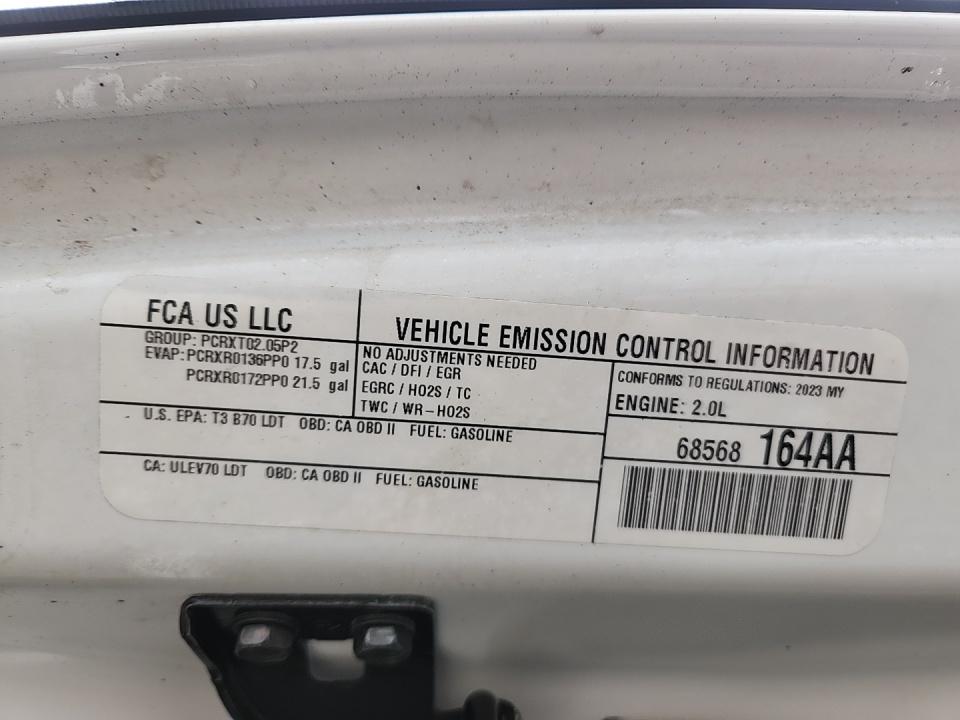 FCA US LLC
VEHICLE EMISSION CONTROL INFORMATION
GROUP: PCRXT02.05P2
EVAP: PCRXR0136PP0 17.5 gal
PCRXR0172PP0 21.5 gal
NO ADJUSTMENTS NEEDED
CAC / DFI / EGR
EGRC / HO2S / TC
TWC / WR-HO2S
CONFORMS TO REGULATIONS: 2023 MY
ENGINE: 2.0L
U.S. EPA: T3 B70 LDT OBD: CA OBD II FUEL: GASOLINE
68568 164AA
CA: ULEV70 LDT OBD: CA OBD II FUEL: GASOLINE